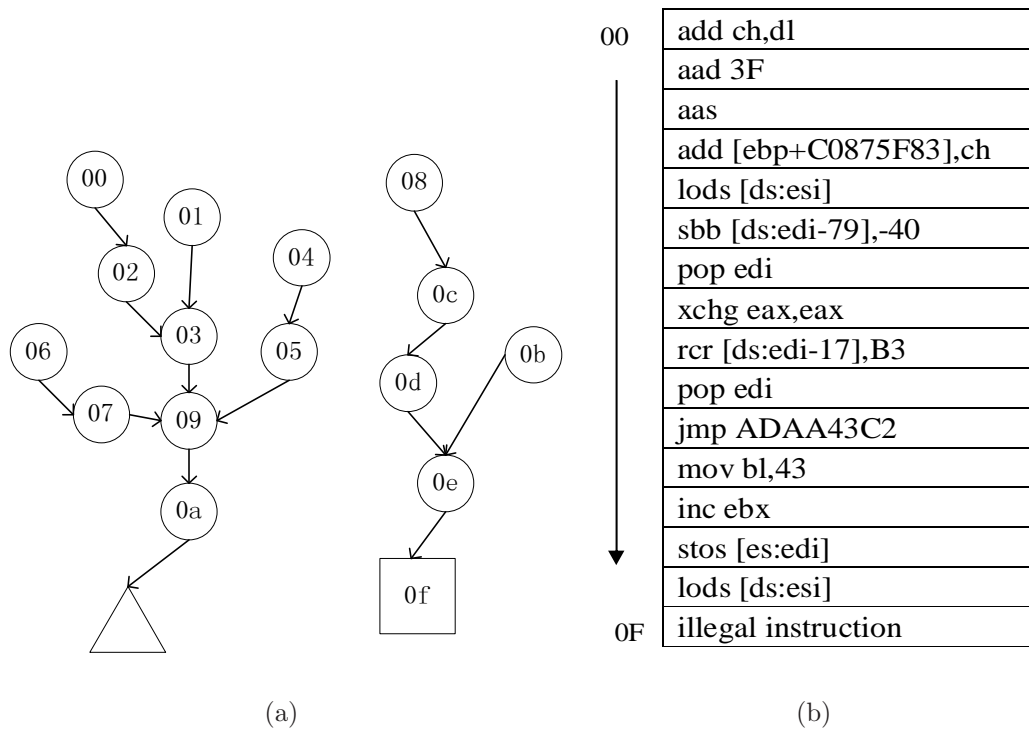 00
01
02
03
04
05
06
07
09
0a
08
0c
0d
0b
0e
0f
(a)
00
0F
add ch,dl
aad 3F
aas
add [ebp+C0875F83],ch
lods [ds:esi]
sbb [ds:edi-79],-40
pop edi
xchg eax,eax
rcr [ds:edi-17],B3
pop edi
jmp ADAA43C2
mov bl,43
inc ebx
stos [es:edi]
lods [ds:esi]
illegal instruction
(b)